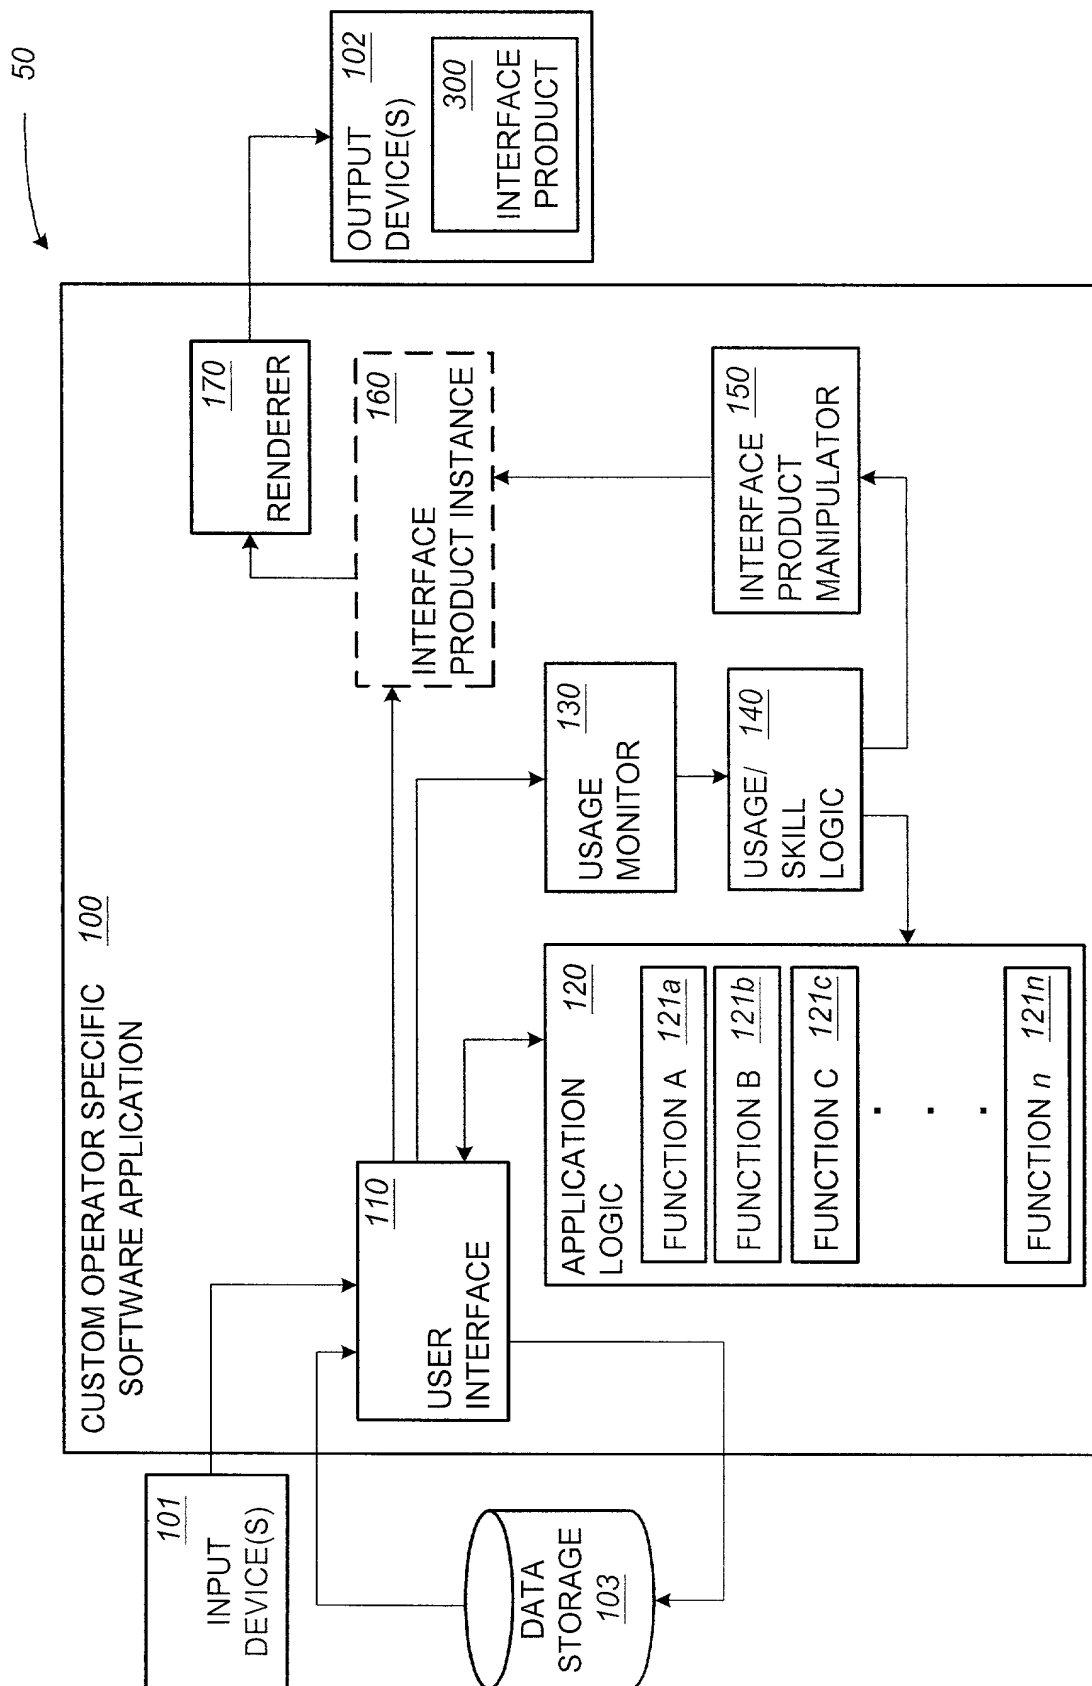 50
CUSTOM OPERATOR SPECIFIC 100
SOFTWARE APPLICATION
101
INPUT
DEVICE(S)
DATA
STORAGE
103
110
USER
INTERFACE
APPLICATION 120
LOGIC
FUNCTION A 121a
FUNCTION B 121b
FUNCTION C 121c
. . .
FUNCTION n 121n
130
USAGE
MONITOR
USAGE/ 140
SKILL
LOGIC
INTERFACE 150
PRODUCT
MANIPULATOR
160
INTERFACE
PRODUCT INSTANCE
170
RENDERER
OUTPUT 102
DEVICE(S)
300
INTERFACE
PRODUCT